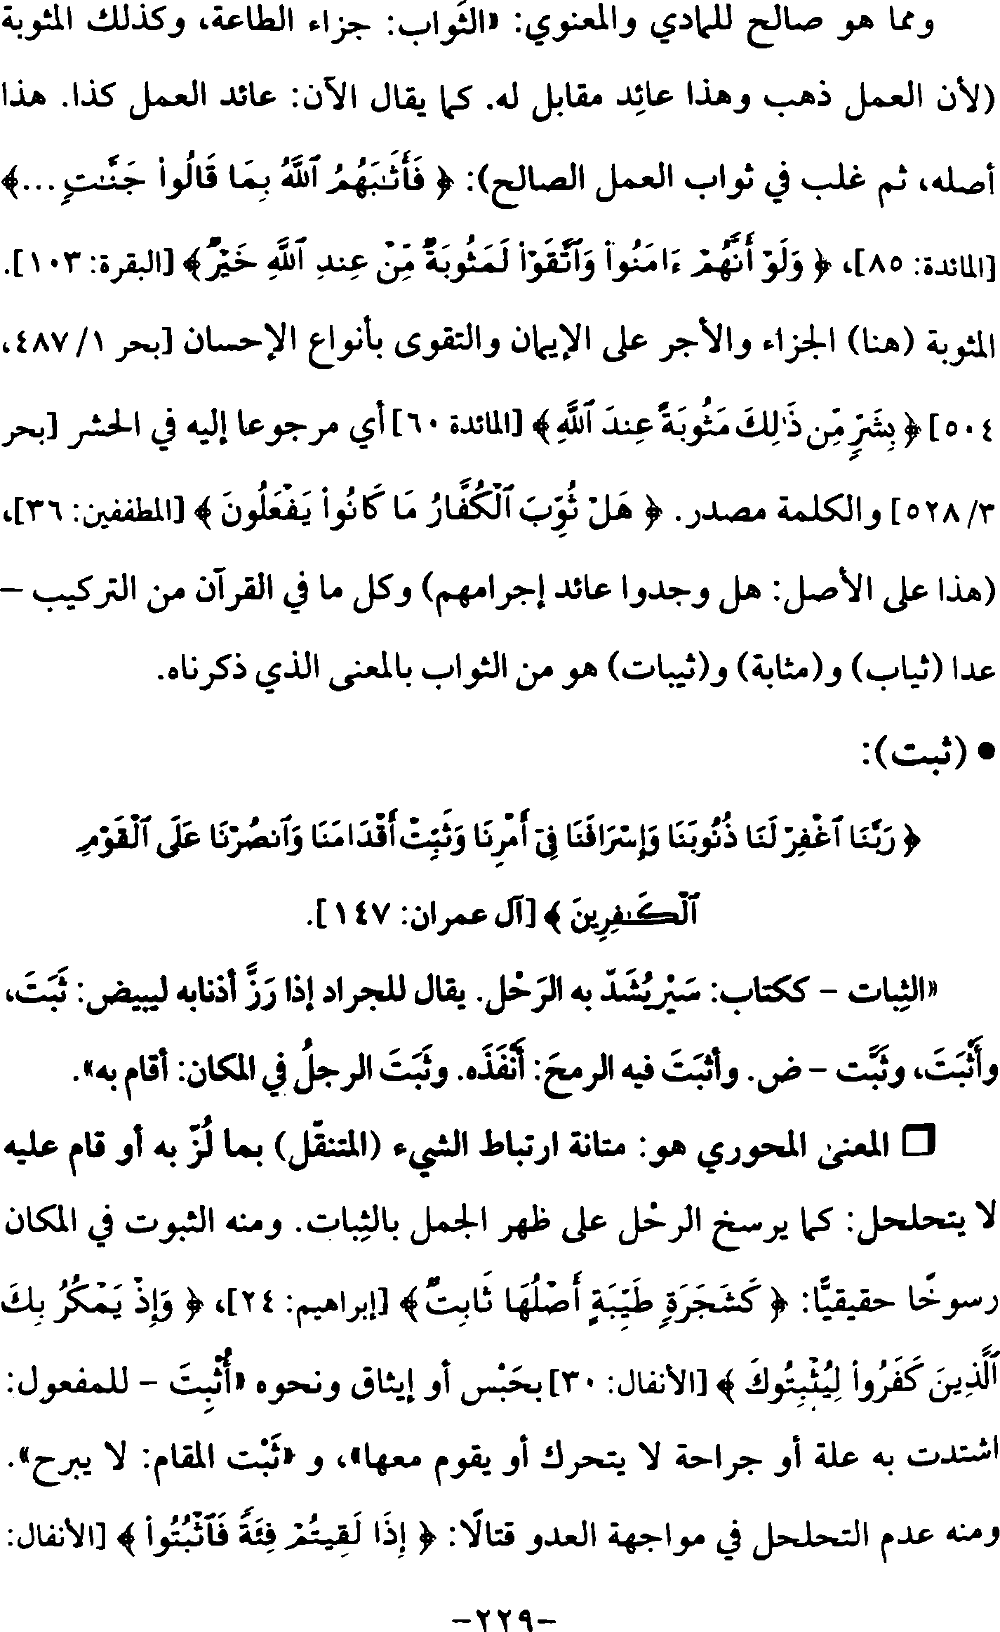 ومما هو صالح للمادي والمعنوي: «الثَواب: جزاء الطاعة، وكذلك المثوبة
(لأن العمل ذهب وهذا عائِد مقابل له. كما يقال الآن: عائد العمل كذا. هذا
أصله، ثم غلب في ثواب العمل الصالح): ﴿ فَأَثَٰبَهُمُ ٱللَّهُ بِمَا قَالُوا۟ جَنَّٰتٍ ...﴾
[المائدة: ٨٥]، ﴿ وَلَوْ أَنَّهُمْ ءَامَنُوا۟ وَٱتَّقَوْا۟ لَمَثُوبَةٌ مِّنْ عِندِ ٱللَّهِ خَيْرٌ﴾ [البقرة: ١٠٣].
المثوبة (هنا) الجزاء والأجر على الإيمان والتقوى بأنواع الإحسان [بحر ١/ ٤٨٧،
٥٠٤] ﴿ بِشَرٍّ مِّن ذَٰلِكَ مَثُوبَةً عِندَ ٱللَّهِ ﴾ [المائدة ٦٠] أي مرجوعا إليه في الحشر [بحر
٣/ ٥٢٨] والكلمة مصدر. ﴿ هَلْ ثُوِّبَ ٱلْكُفَّارُ مَا كَانُوا۟ يَفْعَلُونَ ﴾ [المطففين: ٣٦]،
(هذا على الأصل: هل وجدوا عائد إجرامهم) وكل ما في القرآن من التركيب –
عدا (ثياب) و(مثابة) و(ثيبات) هو من الثواب بالمعنى الذي ذكرناه.
• (ثبت):
﴿ رَبَّنَا ٱغْفِرْ لَنَا ذُنُوبَنَا وَإِسْرَافَنَا فِىٓ أَمْرِنَا وَثَبِّتْ أَقْدَامَنَا وَٱنصُرْنَا عَلَى ٱلْقَوْمِ
ٱلْكَٰفِرِينَ ﴾ [آل عمران: ١٤٧].
«الثِبات – ككتاب: سَيْر يُشَدّ به الرَحْل. يقال للجراد إذا رَزَّ أذنابه ليبيض: ثَبَتَ،
وأَثْبَتَ، وثَبَّت – ض. وأثبَتَ فيه الرمحَ: أَنْفَذَه. وثَبَتَ الرجلُ في المكان: أقام به».
❒ المعنى المحوري هو: متانة ارتباط الشيء (المتنقّل) بما لُزّ به أو قام عليه
لا يتحلحل: كما يرسخ الرحْل على ظهر الجمل بالثِبات. ومنه الثبوت في المكان
رسوخًا حقيقيًّا: ﴿ كَشَجَرَةٍ طَيِّبَةٍ أَصْلُهَا ثَابِتٌ ﴾ [إبراهيم: ٢٤]، ﴿ وَإِذْ يَمْكُرُ بِكَ
ٱلَّذِينَ كَفَرُوا۟ لِيُثْبِتُوكَ ﴾ [الأنفال: ٣٠] بحَبْس أو إيثاق ونحوه «أُثْبِتَ – للمفعول:
اشتدت به علة أو جراحة لا يتحرك أو يقوم معها»، و «ثَبْت المقام: لا يبرح».
ومنه عدم التحلحل في مواجهة العدو قتالًا: ﴿ إِذَا لَقِيتُمْ فِئَةً فَٱثْبُتُوا۟ ﴾ [الأنفال:
–٢٢٩–